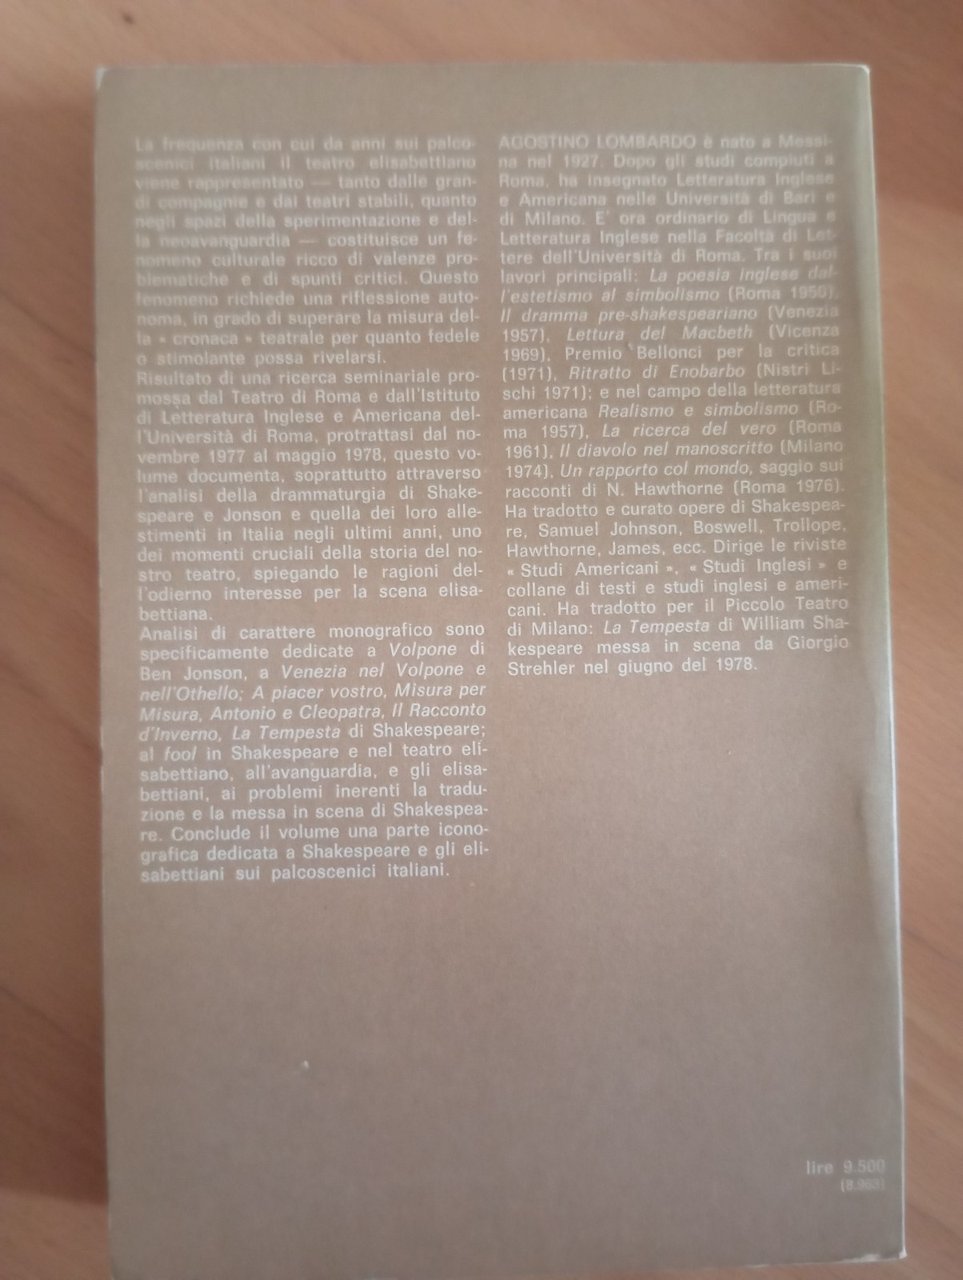 La frequenza con cui da anni sui palco-
scenici italiani il teatro elisabettiano
viene rappresentato — tanto dalle gran-
di compagnie e dai teatri stabili, quanto
negli spazi della sperimentazione e del-
la neoavanguardia — costituisce un fe-
nomeno culturale ricco di valenze pro-
blematiche e di spunti critici. Questo
fenomeno richiede una riflessione auto-
noma, in grado di superare la misura del-
la « cronaca » teatrale per quanto fedele
o stimolante possa rivelarsi.
Risultato di una ricerca seminariale pro-
mossa dal Teatro di Roma e dall'Istituto
di Letteratura Inglese e Americana del-
l'Università di Roma, protrattasi dal no-
vembre 1977 al maggio 1978, questo vo-
lume documenta, soprattutto attraverso
l'analisi della drammaturgia di Shake-
speare e Jonson e quella dei loro alle-
stimenti in Italia negli ultimi anni, uno
dei momenti cruciali della storia del no-
stro teatro, spiegando le ragioni del-
l'odierno interesse per la scena elisa-
bettiana.
Analisi di carattere monografico sono
specificamente dedicate a Volpone di
Ben Jonson, a Venezia nel Volpone e
nell'Othello; A piacer vostro, Misura per
Misura, Antonio e Cleopatra, Il Racconto
d'Inverno, La Tempesta di Shakespeare;
al fool in Shakespeare e nel teatro eli-
sabettiano, all'avanguardia, e gli elisa-
bettiani, ai problemi inerenti la tradu-
zione e la messa in scena di Shakespea-
re. Conclude il volume una parte icono-
grafica dedicata a Shakespeare e gli eli-
sabettiani sui palcoscenici italiani.
AGOSTINO LOMBARDO è nato a Messi-
na nel 1927. Dopo gli studi compiuti a
Roma, ha insegnato Letteratura Inglese
e Americana nelle Università di Bari e
di Milano. E' ora ordinario di Lingua e
Letteratura Inglese nella Facoltà di Let-
tere dell'Università di Roma. Tra i suoi
lavori principali: La poesia inglese dal-
l'estetismo al simbolismo (Roma 1950),
Il dramma pre-shakespeariano (Venezia
1957), Lettura del Macbeth (Vicenza
1969), Premio Bellonci per la critica
(1971), Ritratto di Enobarbo (Nistri Li-
schi 1971); e nel campo della letteratura
americana Realismo e simbolismo (Ro-
ma 1957), La ricerca del vero (Roma
1961), Il diavolo nel manoscritto (Milano
1974), Un rapporto col mondo, saggio sui
racconti di N. Hawthorne (Roma 1976).
Ha tradotto e curato opere di Shakespea-
re, Samuel Johnson, Boswell, Trollope,
Hawthorne, James, ecc. Dirige le riviste
« Studi Americani », « Studi Inglesi » e
collane di testi e studi inglesi e ameri-
cani. Ha tradotto per il Piccolo Teatro
di Milano: La Tempesta di William Sha-
kespeare messa in scena da Giorgio
Strehler nel giugno del 1978.
lire 9.500
(8.963)